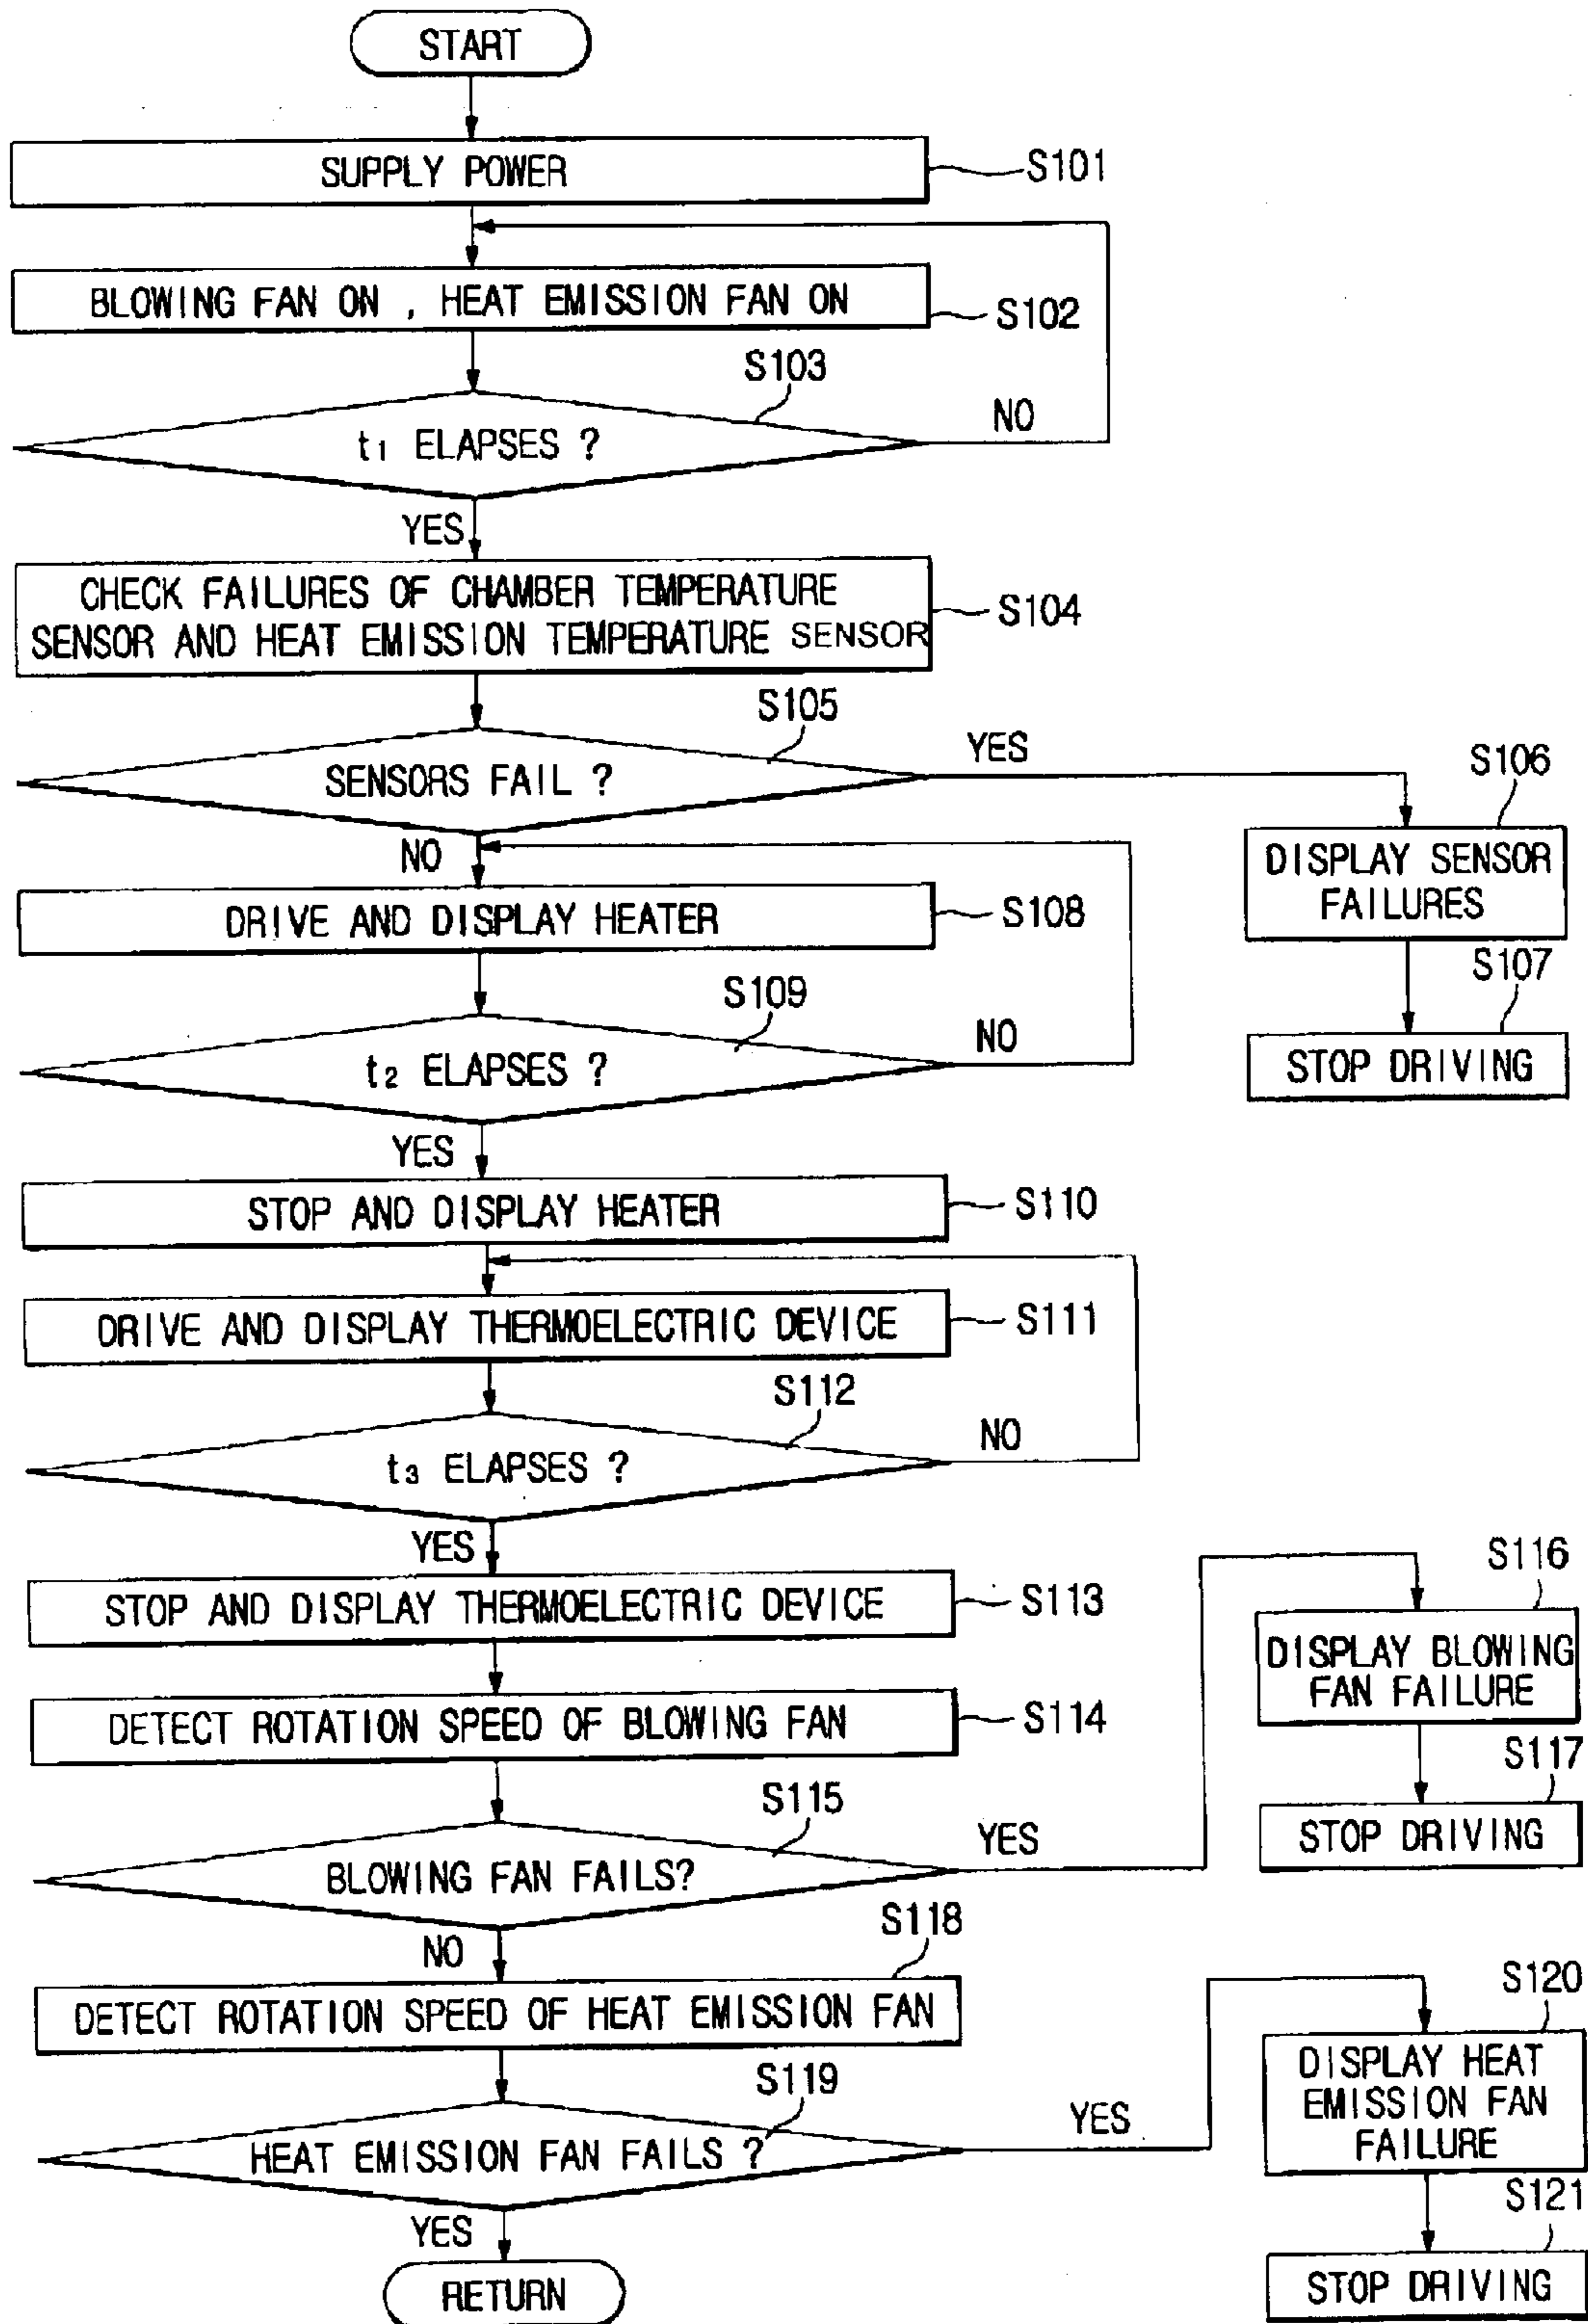 START
SUPPLY POWER
S101
BLOWING FAN ON , HEAT EMISSION FAN ON
S102
S103
t1 ELAPSES ?
NO
YES
CHECK FAILURES OF CHAMBER TEMPERATURE
SENSOR AND HEAT EMISSION TEMPERATURE SENSOR
S104
S105
SENSORS FAIL ?
YES
NO
S106
DISPLAY SENSOR
FAILURES
S107
STOP DRIVING
DRIVE AND DISPLAY HEATER
S108
S109
t2 ELAPSES ?
NO
YES
STOP AND DISPLAY HEATER
S110
DRIVE AND DISPLAY THERMOELECTRIC DEVICE
S111
S112
t3 ELAPSES ?
NO
YES
STOP AND DISPLAY THERMOELECTRIC DEVICE
S113
DETECT ROTATION SPEED OF BLOWING FAN
S114
S115
BLOWING FAN FAILS?
YES
NO
S116
DISPLAY BLOWING
FAN FAILURE
S117
STOP DRIVING
S118
DETECT ROTATION SPEED OF HEAT EMISSION FAN
S119
HEAT EMISSION FAN FAILS ?
YES
YES
S120
DISPLAY HEAT
EMISSION FAN
FAILURE
S121
STOP DRIVING
RETURN